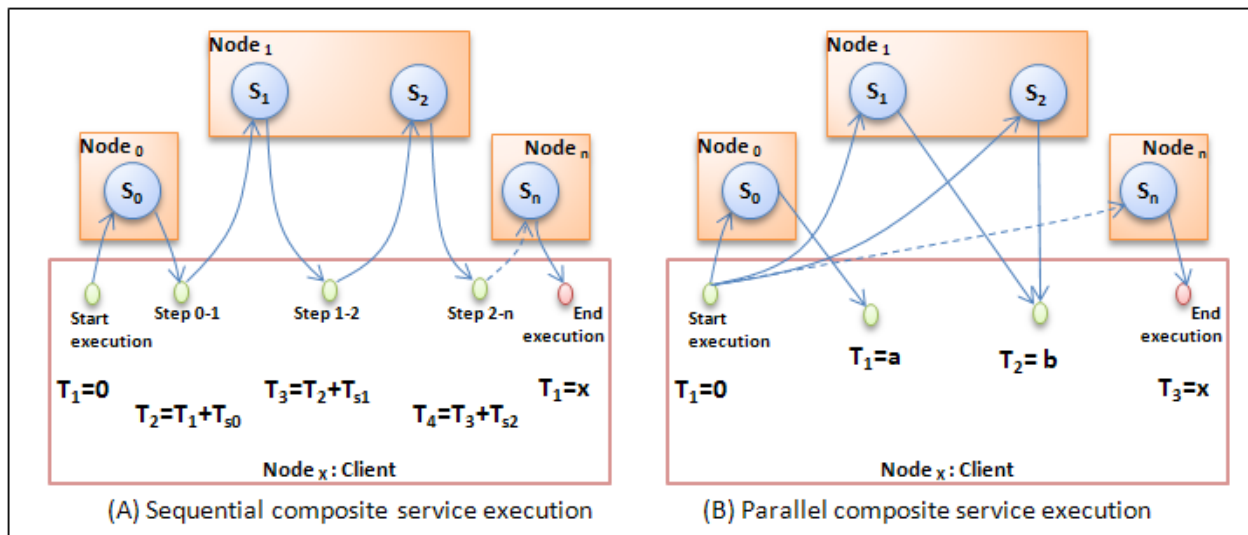 Node 1
S1
S2
Node 0
S0
Node n
Sn
Start
execution
Step 0-1
Step 1-2
Step 2-n
End
execution
T1=0
T2=T1+Ts0
T3=T2+Ts1
T4=T3+Ts2
T1=x
Node X : Client
(A) Sequential composite service execution
Node 1
S1
S2
Node 0
S0
Node n
Sn
Start
execution
End
execution
T1=a
T2= b
T1=0
T3=x
Node X : Client
(B) Parallel composite service execution